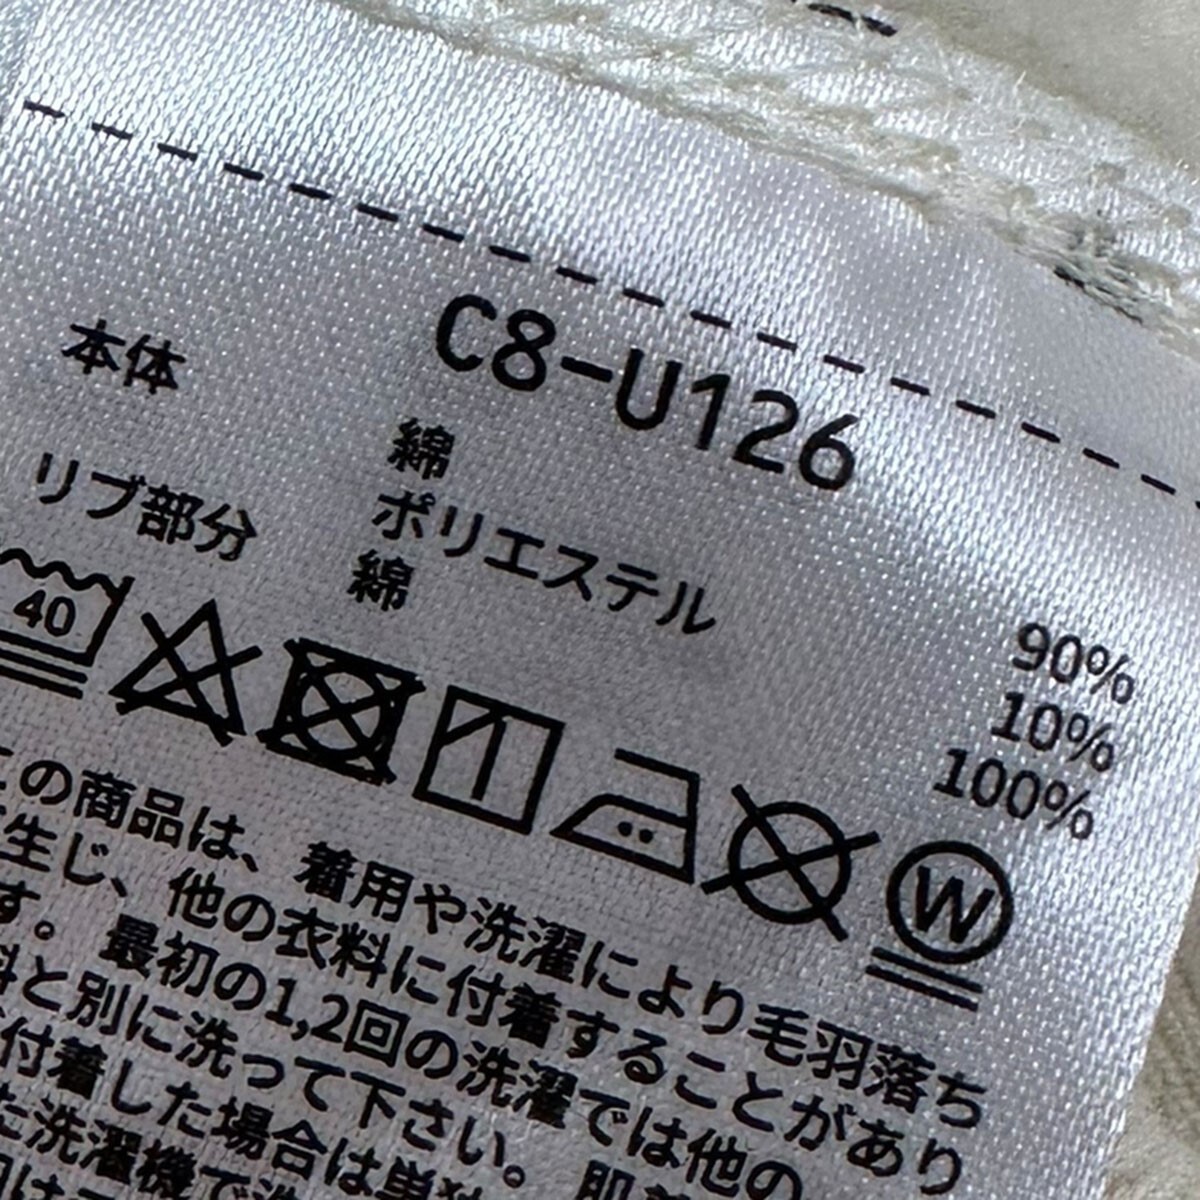 C8-U126
本体 綿 90%
ポリエステル 10%
リブ部分 綿 100%
40
W
の商品は、着用や洗濯により毛羽落ち
生じ、他の衣料に付着することがあり
す。最初の1,2回の洗濯では他の
と別に洗って下さい。
付着した場合は単
洗濯機で